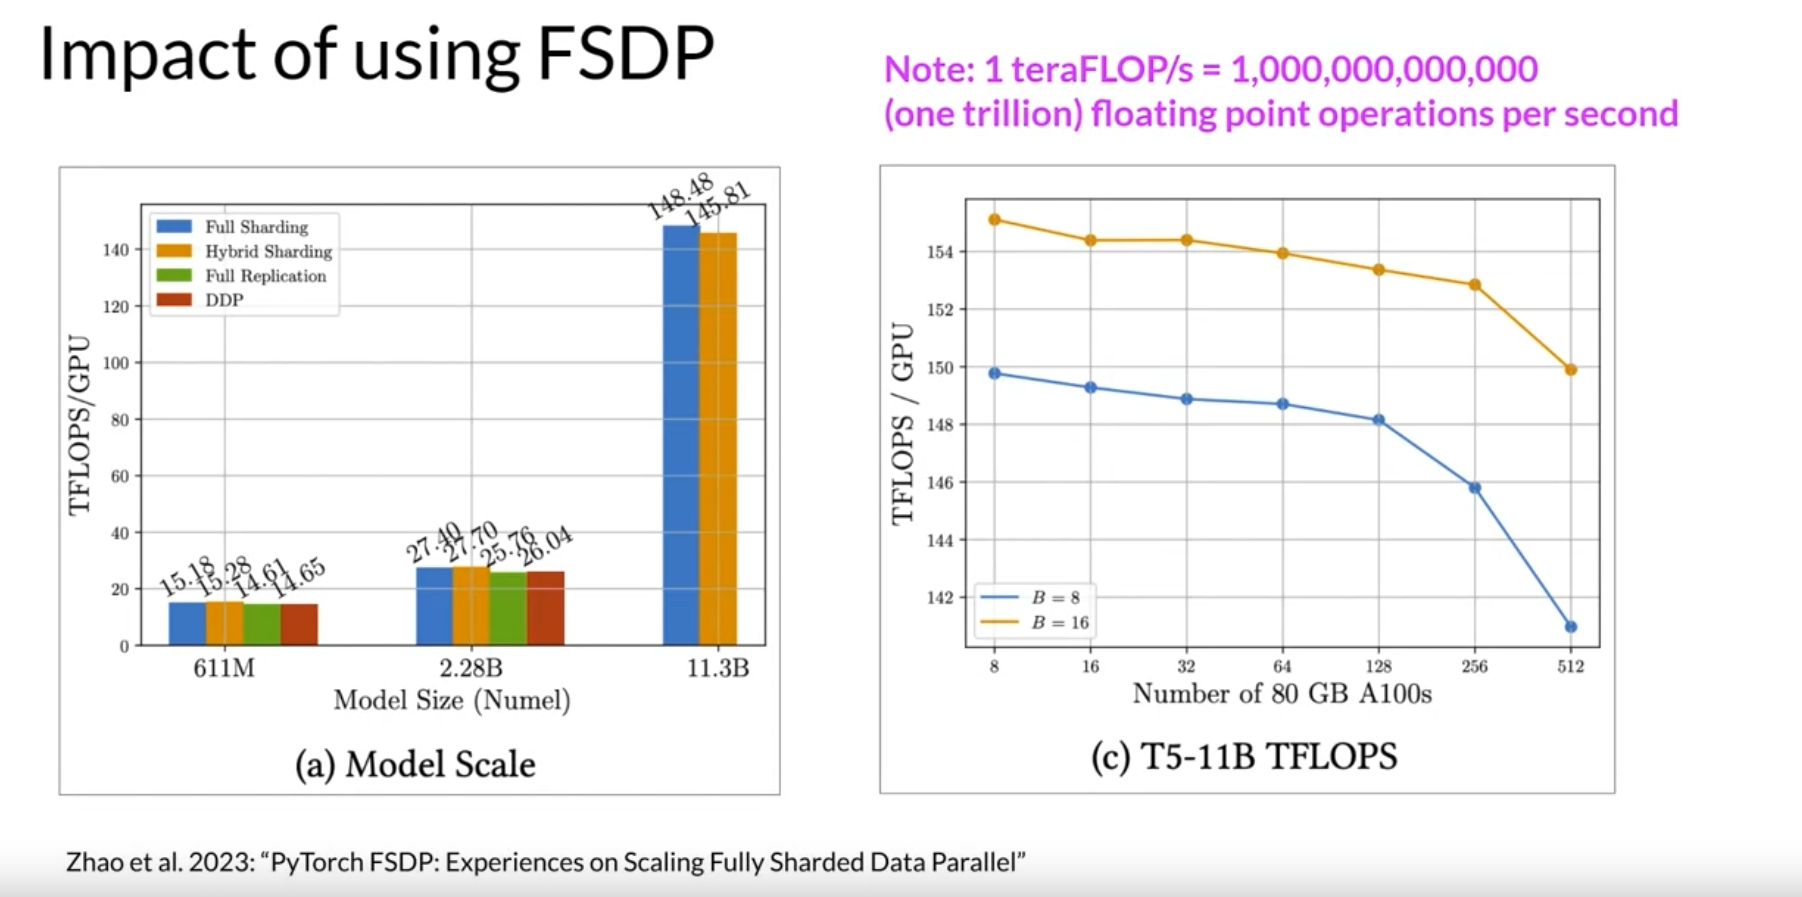 Impact of using FSDP
Note: 1 teraFLOP/s = 1,000,000,000,000
(one trillion) floating point operations per second
148.48
145.81
Full Sharding
Hybrid Sharding
Full Replication
DDP
140
120
100
80
60
40
20
0
TFLOPS/GPU
15.18
15.28
14.61
14.65
27.40
27.70
25.76
26.04
611M
2.28B
11.3B
Model Size (Numel)
(a) Model Scale
154
152
150
148
146
144
142
TFLOPS / GPU
B = 8
B = 16
8
16
32
64
128
256
512
Number of 80 GB A100s
(c) T5-11B TFLOPS
Zhao et al. 2023: “PyTorch FSDP: Experiences on Scaling Fully Sharded Data Parallel”